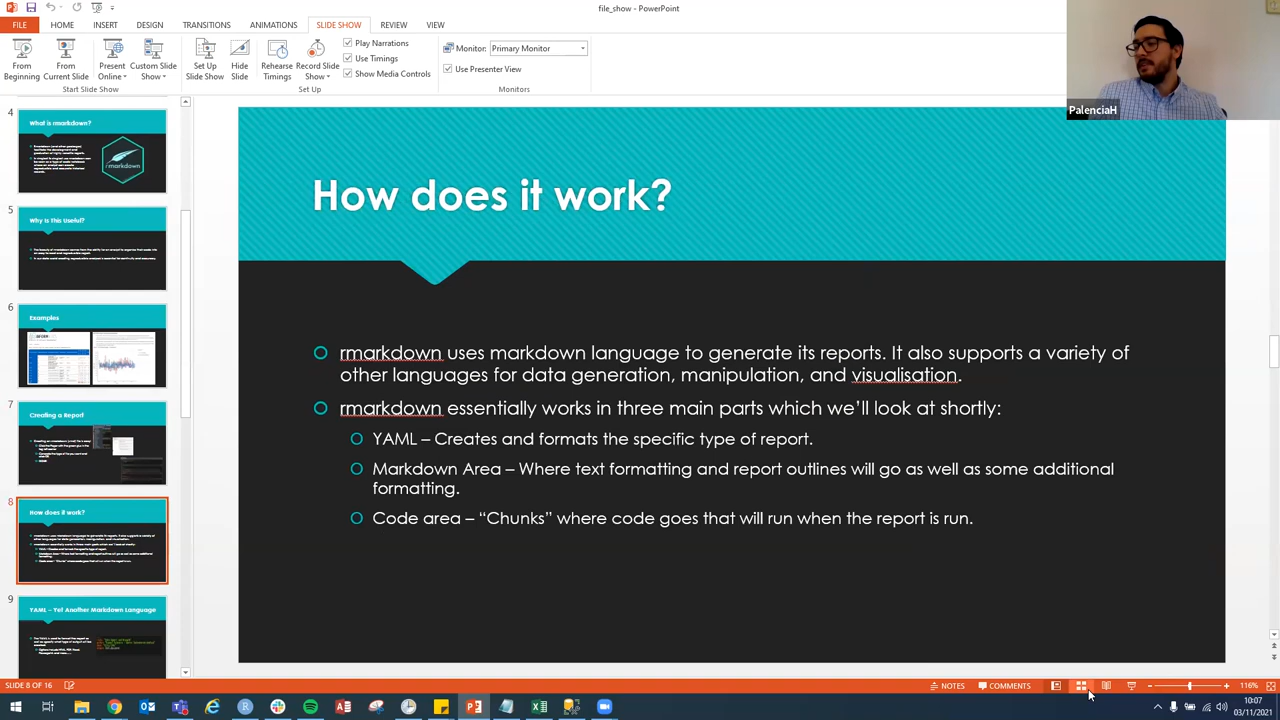 file_show - PowerPoint
FILE HOME INSERT DESIGN TRANSITIONS ANIMATIONS SLIDE SHOW REVIEW VIEW
From Beginning
From Current Slide
Present Online
Custom Slide Show
Start Slide Show
Set Up Slide Show
Hide Slide
Rehearse Timings
Record Slide Show
Play Narrations
Use Timings
Show Media Controls
Set Up
Monitor: Primary Monitor
Use Presenter View
Monitors
PalenciaH
4
What is rmarkdown?
rmarkdown
5
Why Is This Useful?
6
Examples
7
Creating a Report
8
How does it work?
9
YAML – Yet Another Markdown Language
How does it work?
rmarkdown uses markdown language to generate its reports. It also supports a variety of
other languages for data generation, manipulation, and visualisation.
rmarkdown essentially works in three main parts which we'll look at shortly:
YAML – Creates and formats the specific type of report.
Markdown Area – Where text formatting and report outlines will go as well as some additional
formatting.
Code area – “Chunks” where code goes that will run when the report is run.
SLIDE 8 OF 16
NOTES COMMENTS 116%
10:07
03/11/2021